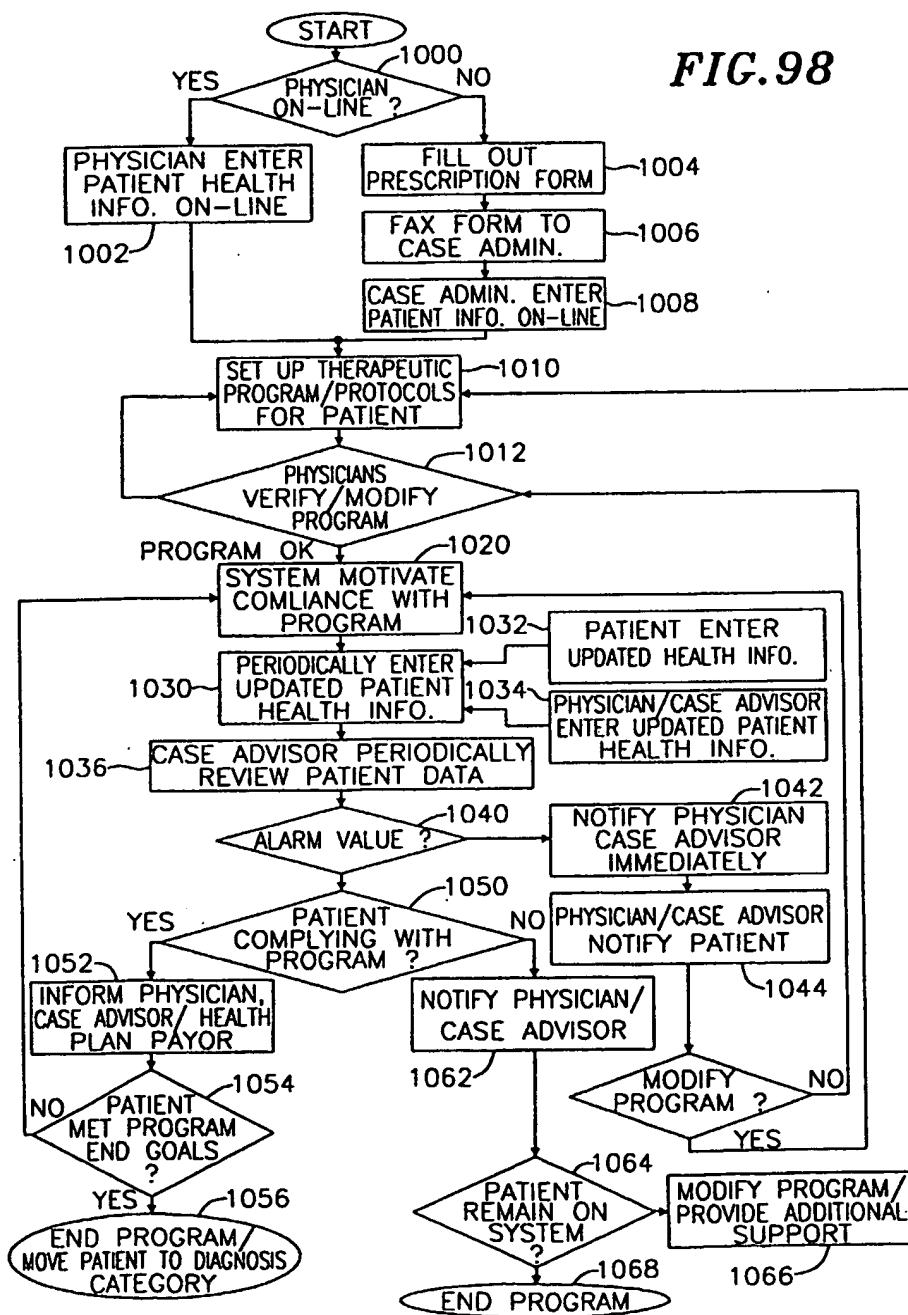 START
FIG.98
1000
YES
NO
PHYSICIAN
ON-LINE ?
PHYSICIAN ENTER
PATIENT HEALTH
INFO. ON-LINE
1002
FILL OUT
PRESCRIPTION FORM
1004
FAX FORM TO
CASE ADMIN.
1006
CASE ADMIN. ENTER
PATIENT INFO. ON-LINE
1008
SET UP THERAPEUTIC
PROGRAM/PROTOCOLS
FOR PATIENT
1010
1012
PHYSICIANS
VERIFY/MODIFY
PROGRAM
PROGRAM OK
1020
SYSTEM MOTIVATE
COMLIANCE WITH
PROGRAM
1032
PATIENT ENTER
UPDATED HEALTH INFO.
1030
PERIODICALLY ENTER
UPDATED PATIENT
HEALTH INFO.
1034
PHYSICIAN/CASE ADVISOR
ENTER UPDATED PATIENT
HEALTH INFO.
1036
CASE ADVISOR PERIODICALLY
REVIEW PATIENT DATA
1040
ALARM VALUE ?
1042
NOTIFY PHYSICIAN
CASE ADVISOR
IMMEDIATELY
1050
YES
NO
PATIENT
COMPLYING WITH
PROGRAM ?
PHYSICIAN/CASE ADVISOR
NOTIFY PATIENT
1044
1052
INFORM PHYSICIAN,
CASE ADVISOR/ HEALTH
PLAN PAYOR
NOTIFY PHYSICIAN/
CASE ADVISOR
1062
1054
NO
PATIENT
MET PROGRAM
END GOALS
?
YES
MODIFY
PROGRAM ?
NO
YES
1056
END PROGRAM/
MOVE PATIENT TO DIAGNOSIS
CATEGORY
1064
PATIENT
REMAIN ON
SYSTEM
?
MODIFY PROGRAM/
PROVIDE ADDITIONAL
SUPPORT
1066
1068
END PROGRAM